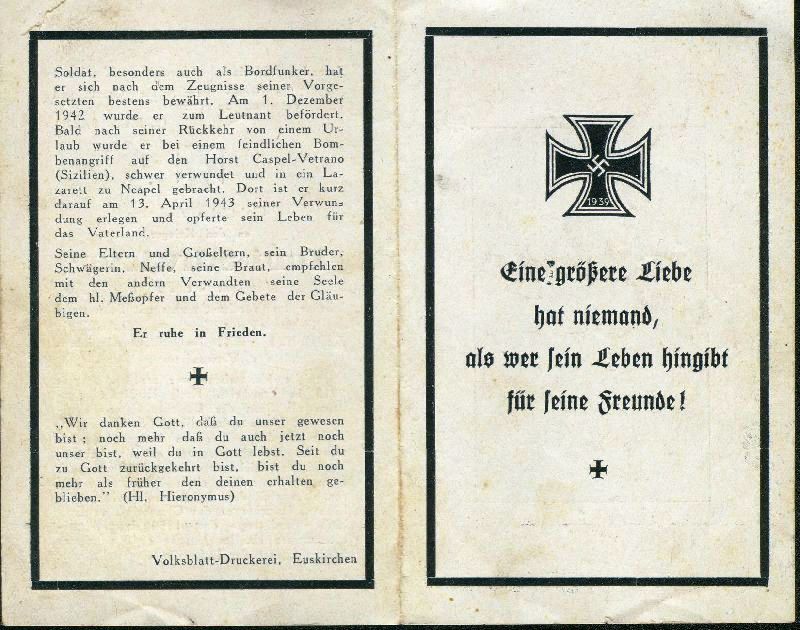 Soldat, besonders auch als Bordfunker, hat
er sich nach dem Zeugnisse seiner Vorge-
setzten bestens bewährt. Am 1. Dezember
1942 wurde er zum Leutnant befördert.
Bald nach seiner Rückkehr von einem Ur-
laub wurde er bei einem feindlichen Bom-
benangriff auf den Horst Caspel-Vetrano
(Sizilien), schwer verwundet und in ein La-
zarett zu Neapel gebracht. Dort ist er kurz
darauf am 13. April 1943 seiner Verwun-
dung erlegen und opferte sein Leben für
das Vaterland.
Seine Eltern und Großeltern, sein Bruder,
Schwägerin, Neffe, seine Braut, empfehlen
mit den andern Verwandten seine Seele
dem hl. Meßopfer und dem Gebete der Gläu-
bigen.
Er ruhe in Frieden.
„Wir danken Gott, daß du unser gewesen
bist; noch mehr daß du auch jetzt noch
unser bist, weil du in Gott lebst. Seit du
zu Gott zurückgekehrt bist, bist du noch
mehr als früher den deinen erhalten ge-
blieben." (Hl. Hieronymus)
Volksblatt-Druckerei, Euskirchen
1939
Eine größere Liebe
hat niemand,
als wer sein Leben hingibt
für seine Freunde!